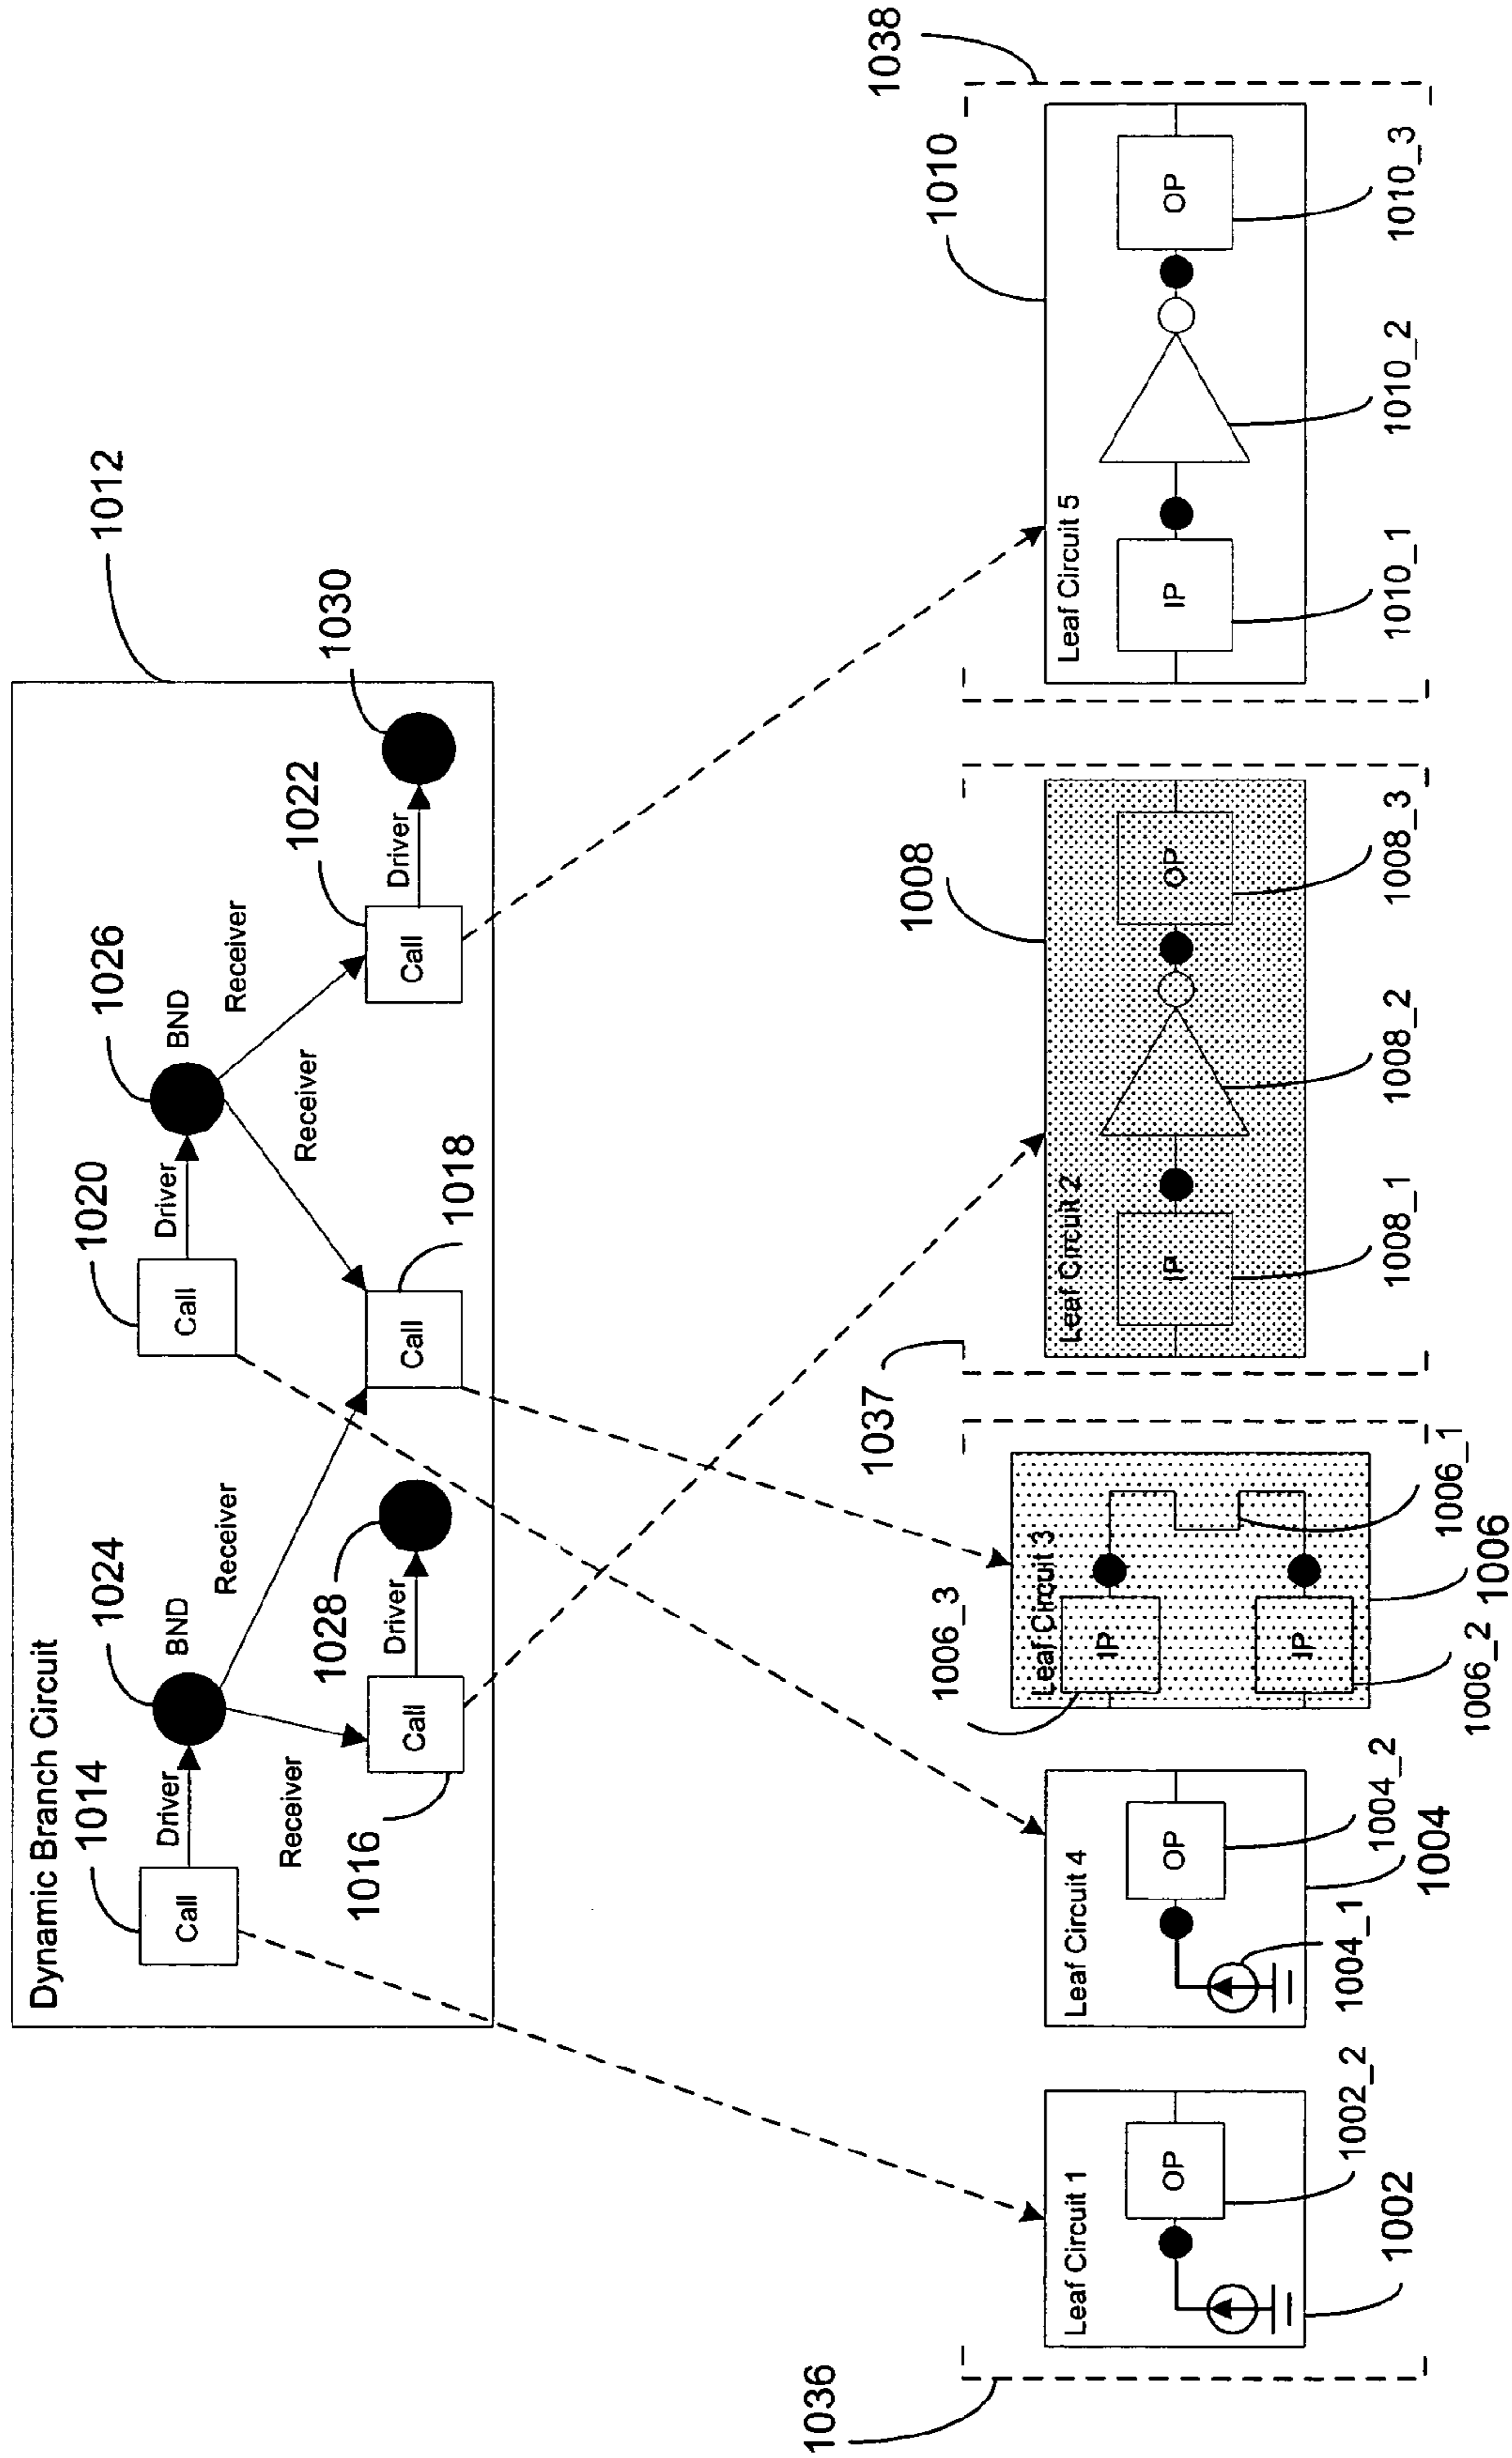 Dynamic Branch Circuit
1012
1014
1024
1020
1026
BND
BND
Call
Driver
Call
Driver
Receiver
Receiver
Receiver
Receiver
1016
1028
1018
1022
1030
Call
Driver
Call
Call
Driver
1036
1037
1008
1010
1038
Leaf Circuit 1
OP
1002_2
1002
Leaf Circuit 4
OP
1004_1
1004_2
1004
1006_3
Leaf Circuit 3
IP
IP
1006_2
1006_1
1006
Leaf Circuit 2
IP
OP
1008_1
1008_2
1008_3
Leaf Circuit 5
IP
OP
1010_1
1010_2
1010_3